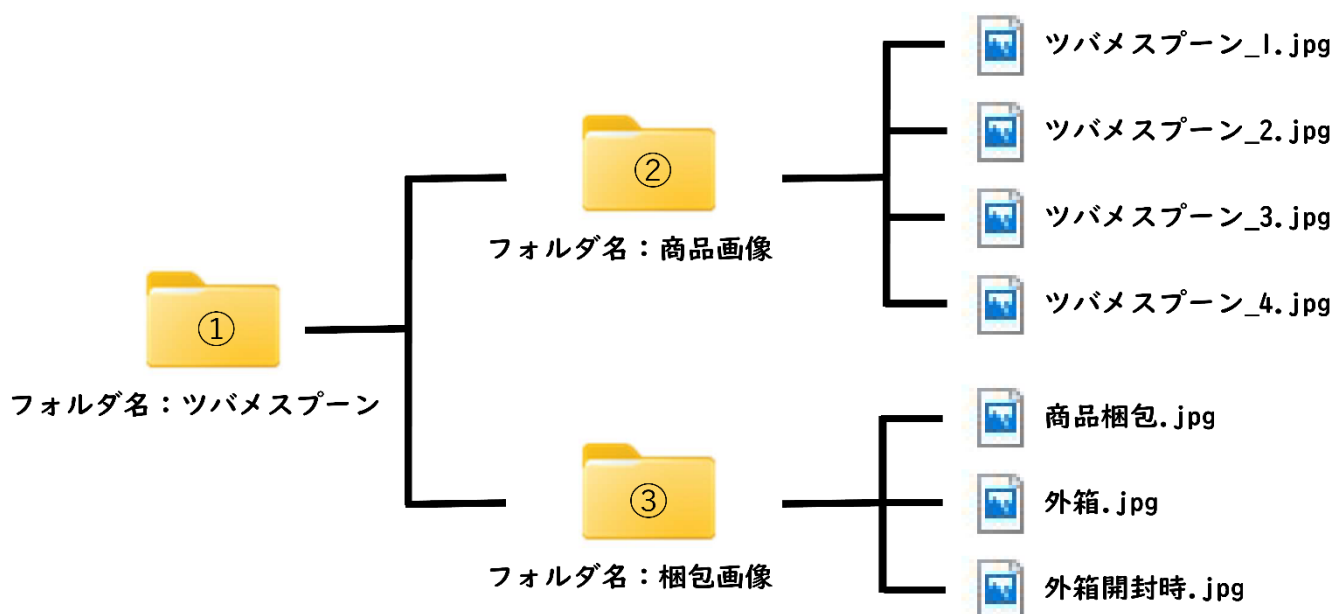 ①
フォルダ名：ツバメスプーン
②
フォルダ名：商品画像
ツバメスプーン_1.jpg
ツバメスプーン_2.jpg
ツバメスプーン_3.jpg
ツバメスプーン_4.jpg
③
フォルダ名：梱包画像
商品梱包.jpg
外箱.jpg
外箱開封時.jpg